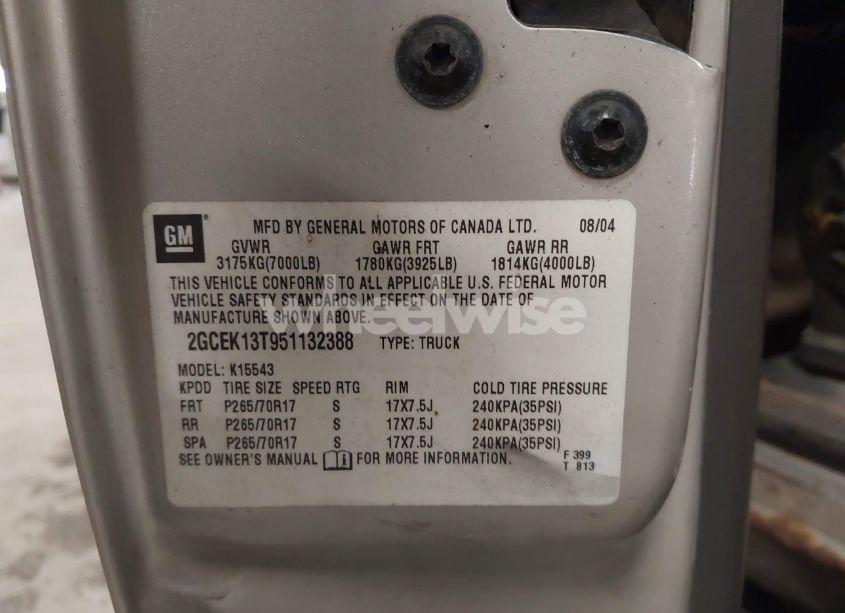 GM MFD BY GENERAL MOTORS OF CANADA LTD. 08/04
GVWR GAWR FRT GAWR RR
3175KG(7000LB) 1780KG(3925LB) 1814KG(4000LB)
THIS VEHICLE CONFORMS TO ALL APPLICABLE U.S. FEDERAL MOTOR
VEHICLE SAFETY STANDARDS IN EFFECT ON THE DATE OF
MANUFACTURE SHOWN ABOVE.
wheelwise
2GCEK13T951132388 TYPE: TRUCK
MODEL: K15543
KPDD TIRE SIZE SPEED RTG RIM COLD TIRE PRESSURE
FRT P265/70R17 S 17X7.5J 240KPA(35PSI)
RR P265/70R17 S 17X7.5J 240KPA(35PSI)
SPA P265/70R17 S 17X7.5J 240KPA(35PSI)
SEE OWNER'S MANUAL FOR MORE INFORMATION.
F 399
T 813